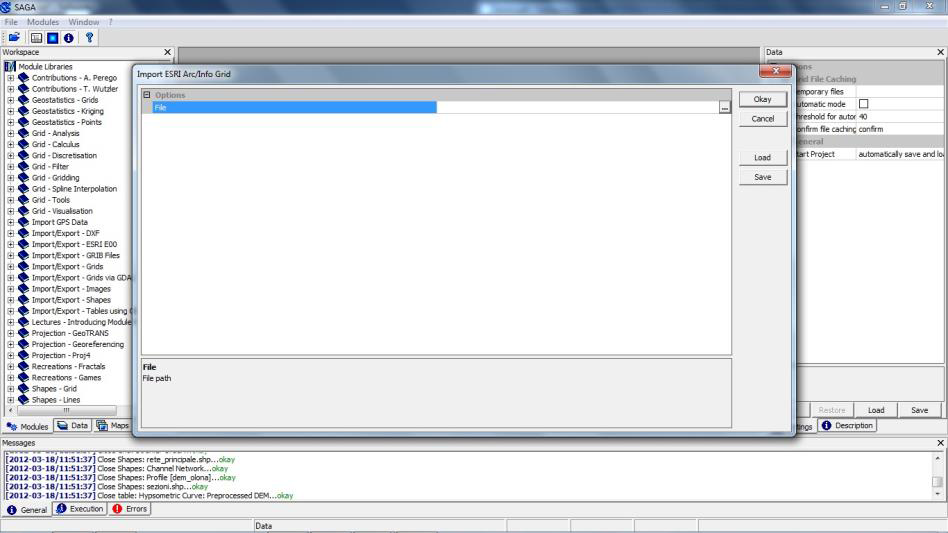 SAGA
File Modules Window ?
Workspace
Module Libraries
Contributions - A. Perego
Contributions - T. Wutzler
Geostatistics - Grids
Geostatistics - Kriging
Geostatistics - Points
Grid - Analysis
Grid - Calculus
Grid - Discretisation
Grid - Filter
Grid - Gridding
Grid - Spline Interpolation
Grid - Tools
Grid - Visualisation
Import GPS Data
Import/Export - DXF
Import/Export - ESRI E00
Import/Export - GRIB Files
Import/Export - Grids
Import/Export - Grids via GDA
Import/Export - Images
Import/Export - Shapes
Import/Export - Tables using
Lectures - Introducing Module
Projection - GeoTRANS
Projection - Georeferencing
Projection - Proj4
Recreations - Fractals
Recreations - Games
Shapes - Grid
Shapes - Lines
Modules Data Maps
Import ESRI Arc/Info Grid
Options
File
...
Okay
Cancel
Load
Save
File
File path
Data
ons
rid File Caching
emporary files
utomatic mode
hreshold for autor 40
onfirm file caching confirm
eneral
tart Project automatically save and loa
Restore Load Save
tings Description
Messages
[2012-03-18/11:51:37] Close Shapes: rete_principale.shp...okay
[2012-03-18/11:51:37] Close Shapes: Channel Network...okay
[2012-03-18/11:51:37] Close Shapes: Profile [dem_olona]...okay
[2012-03-18/11:51:37] Close Shapes: sezioni.shp...okay
[2012-03-18/11:51:37] Close table: Hypsometric Curve: Preprocessed DEM...okay
General Execution Errors
Data